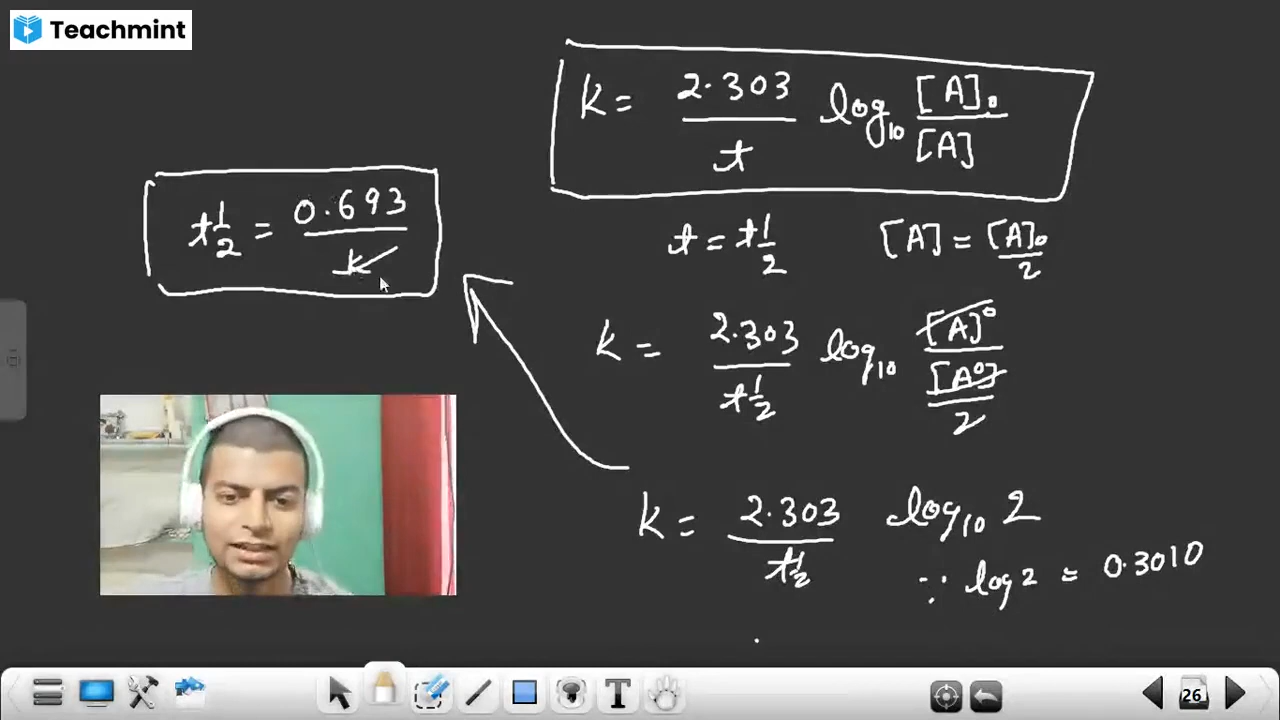 Teachmint
k = 2.303 / t log10 [A]0 / [A]
t1/2 = 0.693 / k
t = t1/2 [A] = [A]0 / 2
k = 2.303 / t1/2 log10 [A]0 / [A0] / 2
k = 2.303 / t1/2 log10 2
∵ log 2 = 0.3010
T
26